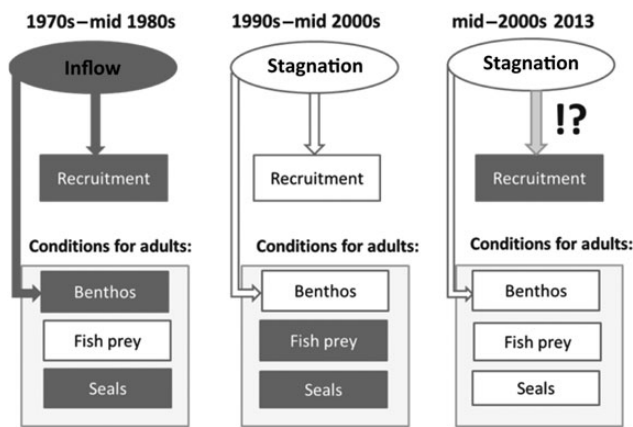 1970s–mid 1980s
Inflow
Recruitment
Conditions for adults:
Benthos
Fish prey
Seals
1990s–mid 2000s
Stagnation
Recruitment
Conditions for adults:
Benthos
Fish prey
Seals
mid–2000s 2013
Stagnation
!?
Recruitment
Conditions for adults:
Benthos
Fish prey
Seals